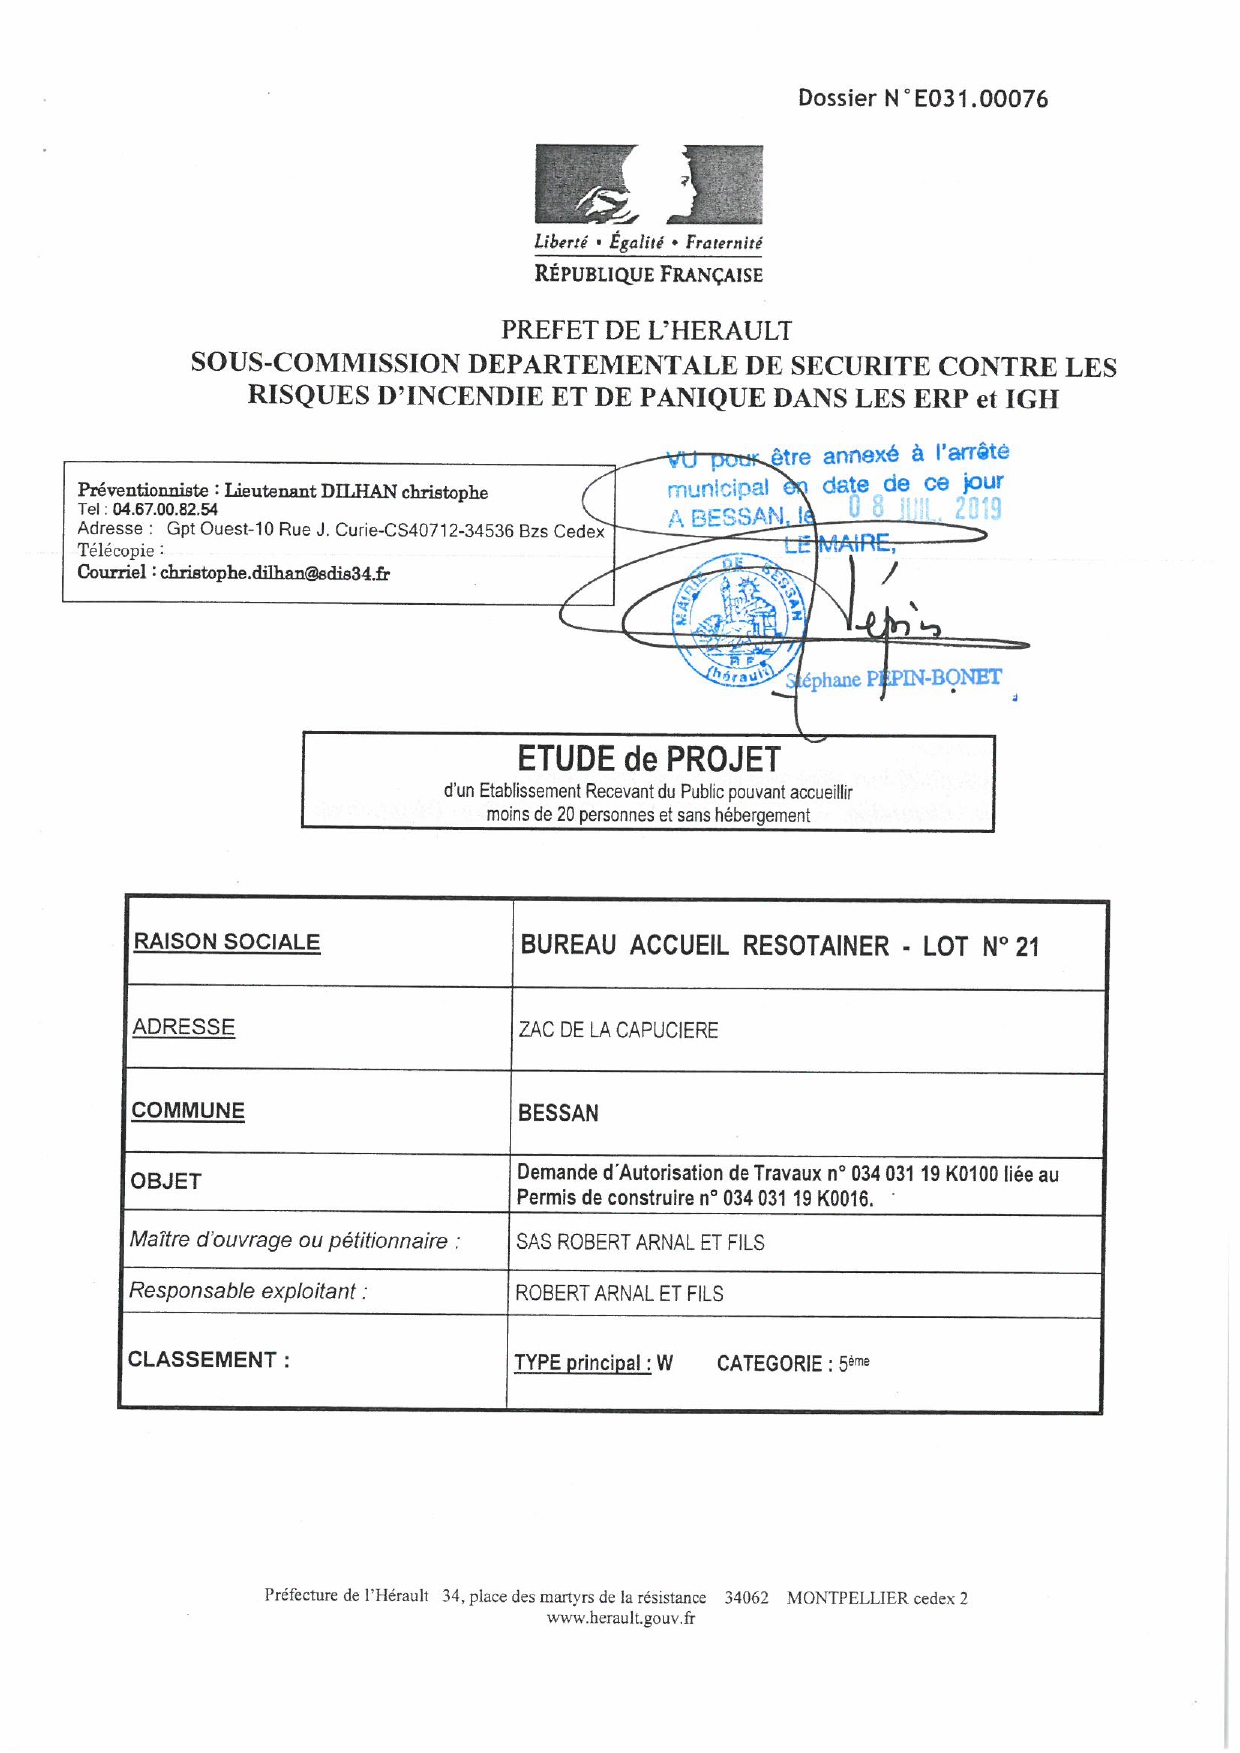 Dossier N°E031.00076
Liberté • Égalité • Fraternité
RÉPUBLIQUE FRANÇAISE
PREFET DE L'HERAULT
SOUS-COMMISSION DEPARTEMENTALE DE SECURITE CONTRE LES
RISQUES D'INCENDIE ET DE PANIQUE DANS LES ERP et IGH
Préventionniste : Lieutenant DILHAN christophe
Tel : 04.67.00.82.54
Adresse : Gpt Ouest-10 Rue J. Curie-CS40712-34536 Bzs Cedex
Télécopie :
Courriel : christophe.dilhan@sdis34.fr
VU pour être annexé à l'arrêté
municipal en date de ce jour
A BESSAN, le 08 JUIL. 2019
LE MAIRE,
MAIRIE DE BESSAN
R F
(hérault)
Pépin
Stéphane PEPIN-BONET
ETUDE de PROJET
d'un Etablissement Recevant du Public pouvant accueillir
moins de 20 personnes et sans hébergement
RAISON SOCIALE BUREAU ACCUEIL RESOTAINER - LOT N° 21
ADRESSE ZAC DE LA CAPUCIERE
COMMUNE BESSAN
OBJET Demande d'Autorisation de Travaux n° 034 031 19 K0100 liée au
Permis de construire n° 034 031 19 K0016.
Maître d'ouvrage ou pétitionnaire : SAS ROBERT ARNAL ET FILS
Responsable exploitant : ROBERT ARNAL ET FILS
CLASSEMENT : TYPE principal : W CATEGORIE : 5ème
Préfecture de l'Hérault 34, place des martyrs de la résistance 34062 MONTPELLIER cedex 2
www.herault.gouv.fr